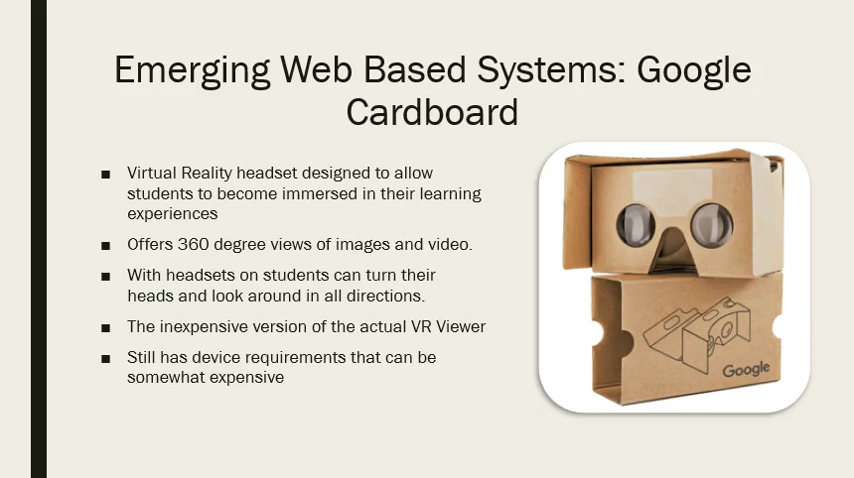 Emerging Web Based Systems: Google
Cardboard
■ Virtual Reality headset designed to allow
students to become immersed in their learning
experiences
■ Offers 360 degree views of images and video.
■ With headsets on students can turn their
heads and look around in all directions.
■ The inexpensive version of the actual VR Viewer
■ Still has device requirements that can be
somewhat expensive
Google